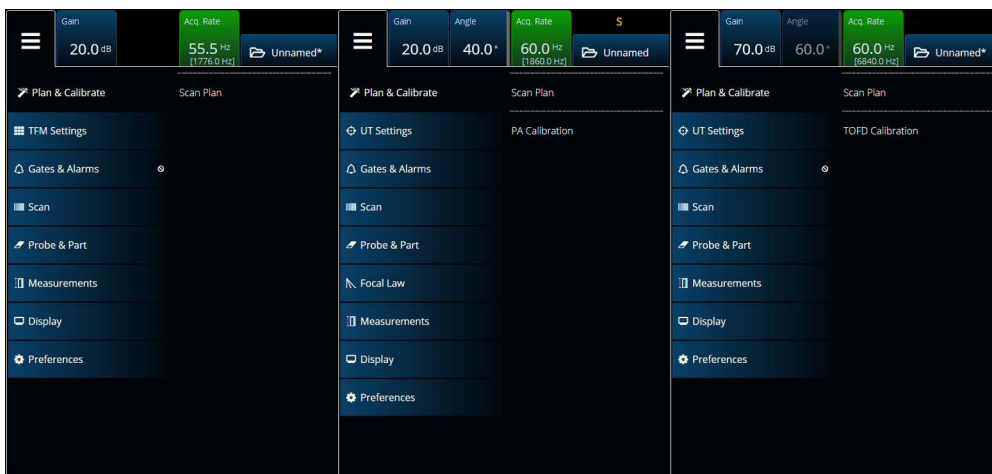 Gain
20.0 dB
Acq. Rate
55.5 Hz
[1776.0 Hz]
Unnamed*
Plan & Calibrate
Scan Plan
TFM Settings
Gates & Alarms
Scan
Probe & Part
Measurements
Display
Preferences
Gain
20.0 dB
Angle
40.0 °
Acq. Rate
60.0 Hz
[1860.0 Hz]
S
Unnamed
Plan & Calibrate
Scan Plan
UT Settings
PA Calibration
Gates & Alarms
Scan
Probe & Part
Focal Law
Measurements
Display
Preferences
Gain
70.0 dB
Angle
60.0 °
Acq. Rate
60.0 Hz
[6840.0 Hz]
Unnamed*
Plan & Calibrate
Scan Plan
UT Settings
TOFD Calibration
Gates & Alarms
Scan
Probe & Part
Measurements
Display
Preferences